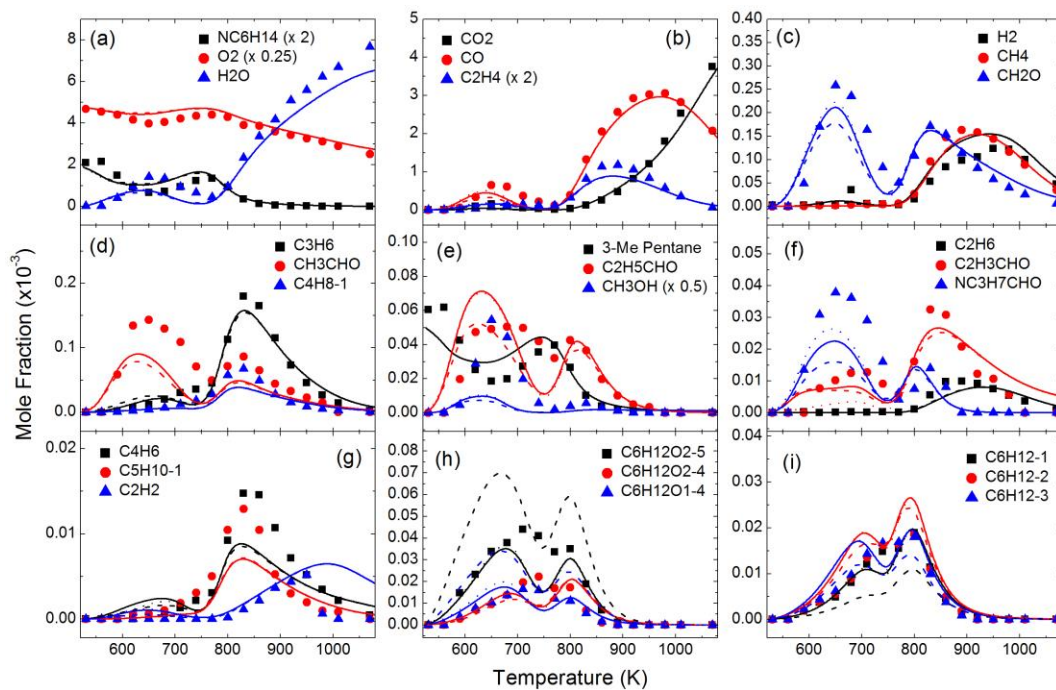 (a)
NC6H14 (x 2)
O2 (x 0.25)
H2O
8
6
4
2
0
(b)
CO2
CO
C2H4 (x 2)
8
6
4
2
0
(c)
H2
CH4
CH2O
0.40
0.35
0.30
0.25
0.20
0.15
0.10
0.05
0.00
(d)
C3H6
CH3CHO
C4H8-1
0.2
0.1
0.0
(e)
3-Me Pentane
C2H5CHO
CH3OH (x 0.5)
0.10
0.08
0.06
0.04
0.02
0.00
(f)
C2H6
C2H3CHO
NC3H7CHO
0.06
0.05
0.04
0.03
0.02
0.01
0.00
(g)
C4H6
C5H10-1
C2H2
0.02
0.01
0.00
600 700 800 900 1000
(h)
C6H12O2-5
C6H12O2-4
C6H12O1-4
0.08
0.07
0.06
0.05
0.04
0.03
0.02
0.01
0.00
600 700 800 900 1000
(i)
C6H12-1
C6H12-2
C6H12-3
0.04
0.03
0.02
0.01
0.00
600 700 800 900 1000
Mole Fraction (x10-3)
Temperature (K)